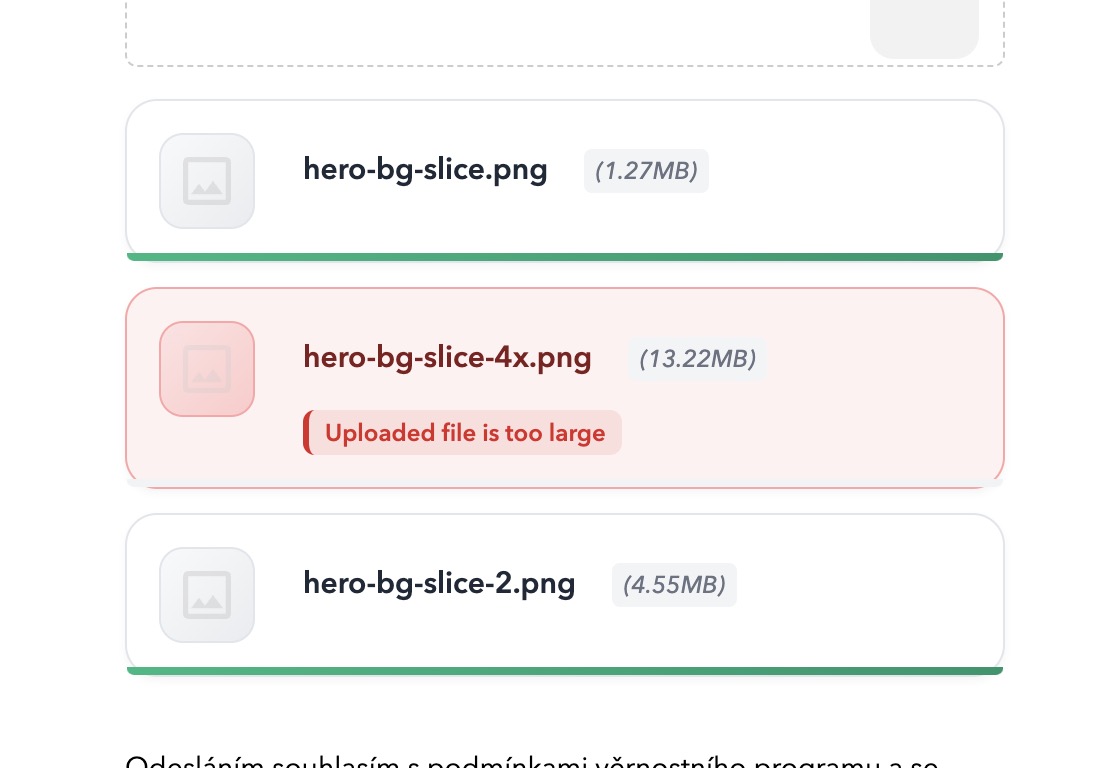 hero-bg-slice.png (1.27MB)
hero-bg-slice-4x.png (13.22MB)
Uploaded file is too large
hero-bg-slice-2.png (4.55MB)
Odesláním souhlasím s podmínkami věrnostního programu a se